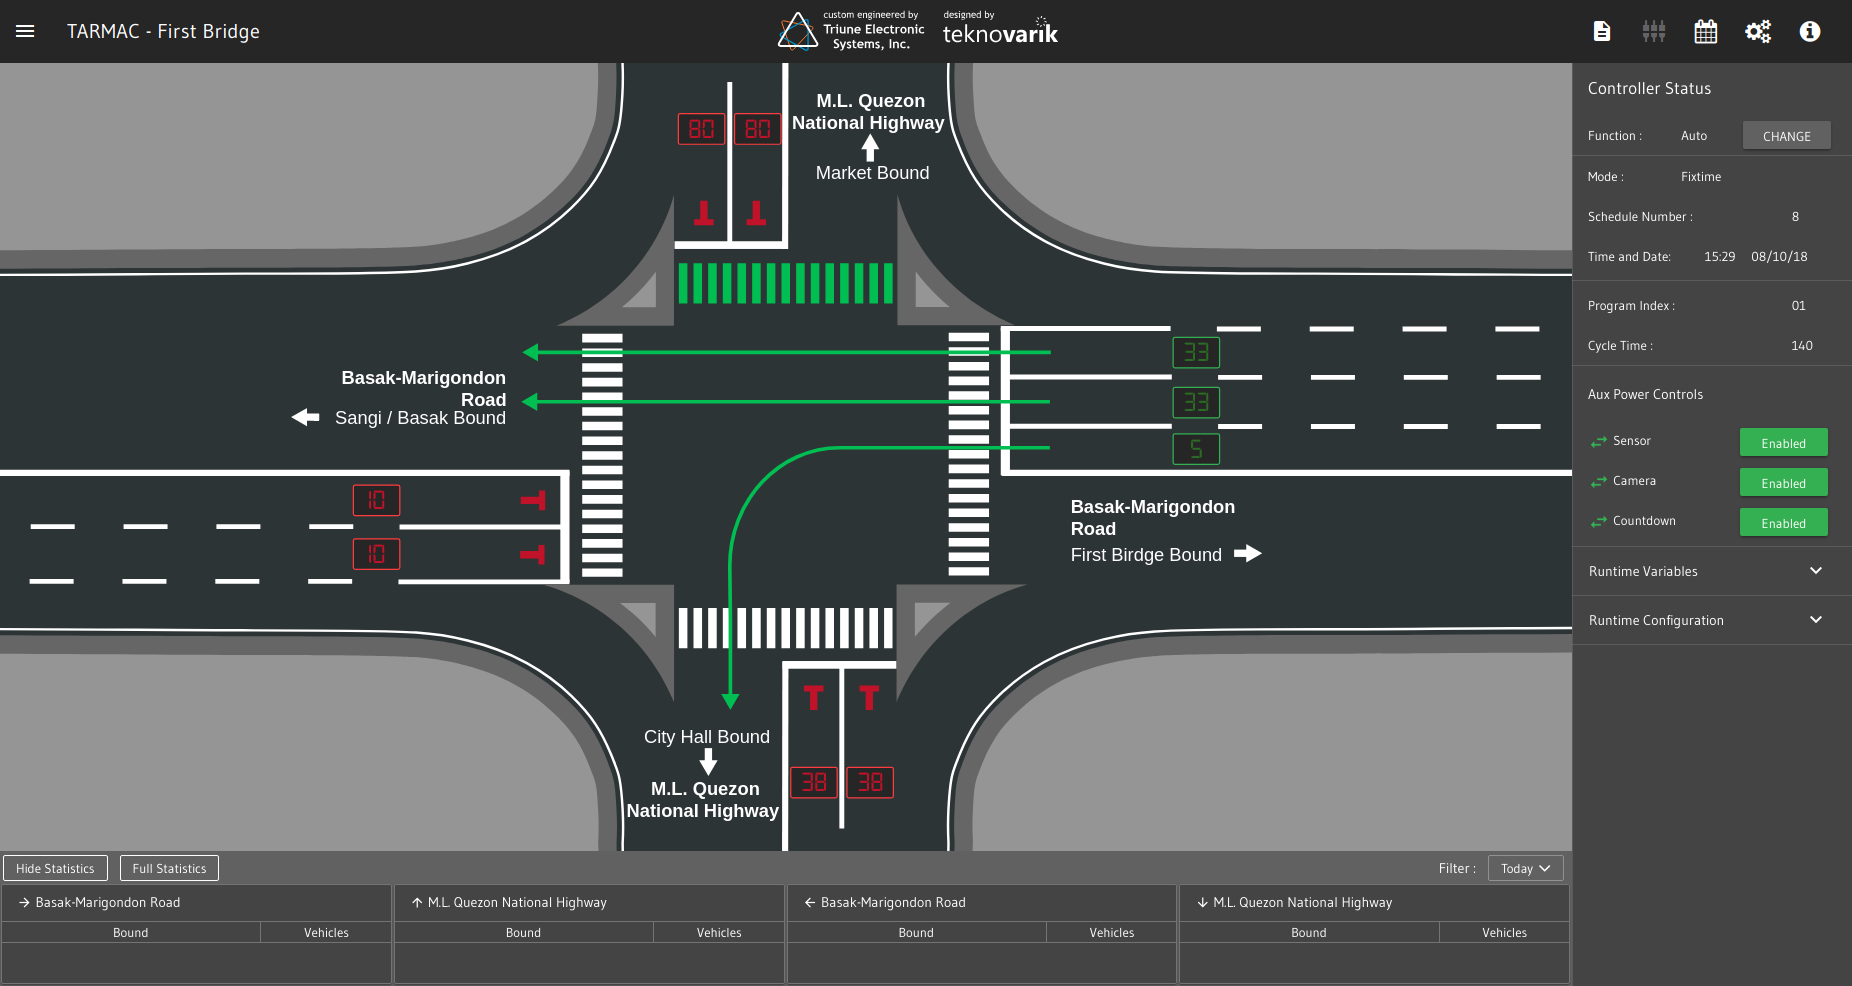 TARMAC - First Bridge
custom engineered by
Triune Electronic
Systems, Inc.
designed by
teknovarik
80 80
M.L. Quezon
National Highway
Market Bound
33
33
5
Basak-Marigondon
Road
Sangi / Basak Bound
10
10
Basak-Marigondon
Road
First Birdge Bound
City Hall Bound
M.L. Quezon
National Highway
38 38
Controller Status
Function : Auto CHANGE
Mode : Fixtime
Schedule Number : 8
Time and Date: 15:29 08/10/18
Program Index : 01
Cycle Time : 140
Aux Power Controls
Sensor Enabled
Camera Enabled
Countdown Enabled
Runtime Variables
Runtime Configuration
Hide Statistics Full Statistics Filter : Today
Basak-Marigondon Road M.L. Quezon National Highway Basak-Marigondon Road M.L. Quezon National Highway
Bound Vehicles Bound Vehicles Bound Vehicles Bound Vehicles